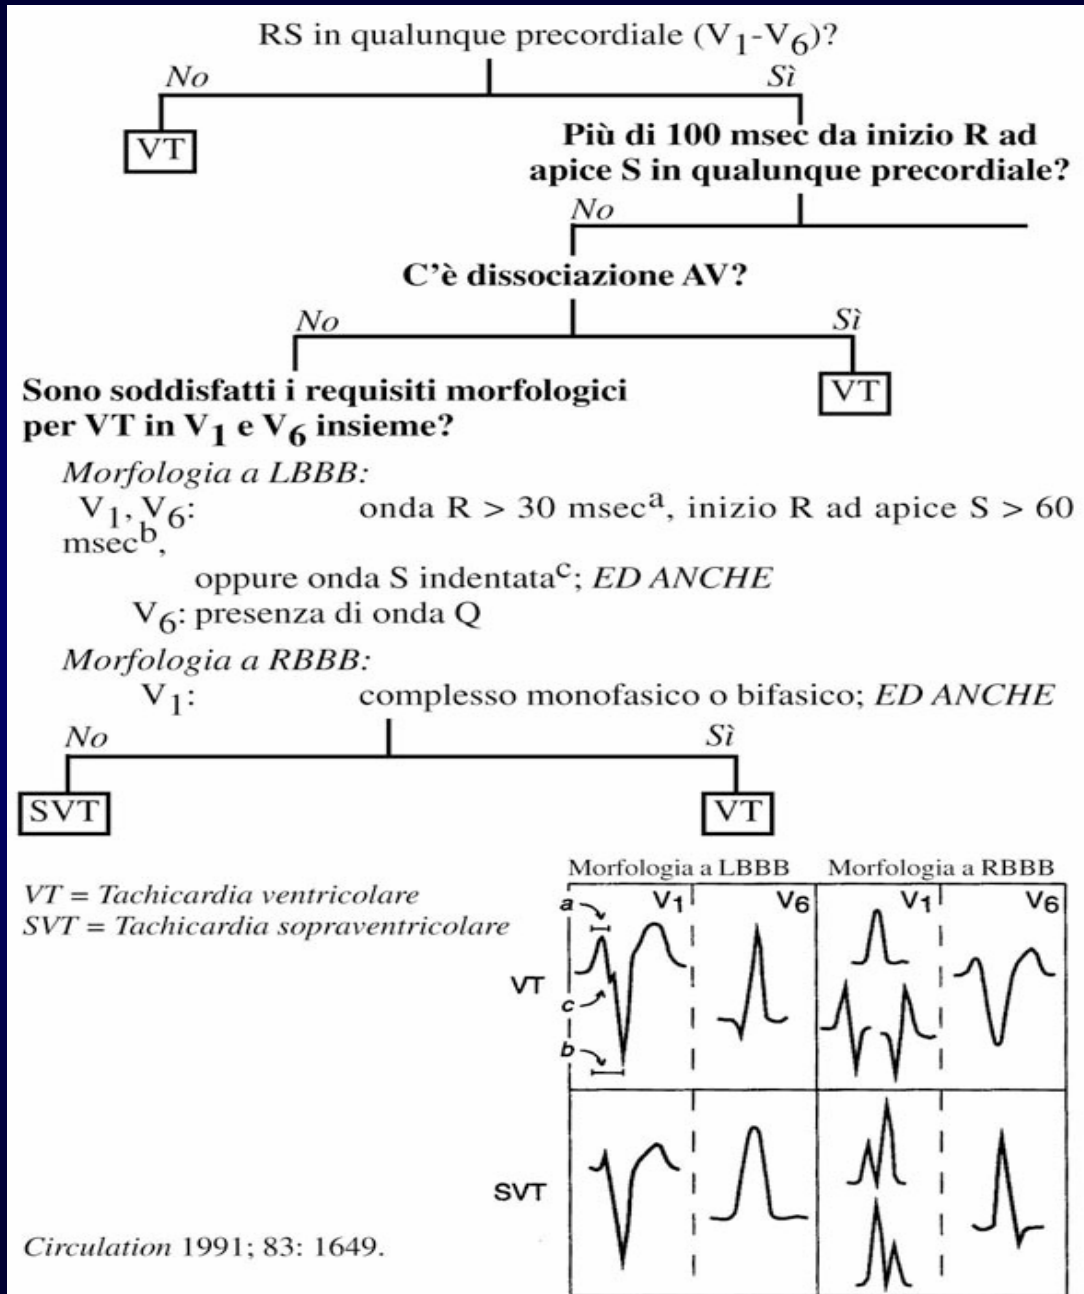 RS in qualunque precordiale (V1-V6)?
No Sì
VT
Più di 100 msec da inizio R ad
apice S in qualunque precordiale?
No
C'è dissociazione AV?
No Sì
Sono soddisfatti i requisiti morfologici
per VT in V1 e V6 insieme?
VT
Morfologia a LBBB:
V1, V6: onda R > 30 msec^a, inizio R ad apice S > 60
msec^b,
oppure onda S indentata^c; ED ANCHE
V6: presenza di onda Q
Morfologia a RBBB:
V1: complesso monofasico o bifasico; ED ANCHE
No Sì
SVT VT
VT = Tachicardia ventricolare
SVT = Tachicardia sopraventricolare
Morfologia a LBBB Morfologia a RBBB
V1 V6 V1 V6
a
VT
c
b
SVT
Circulation 1991; 83: 1649.